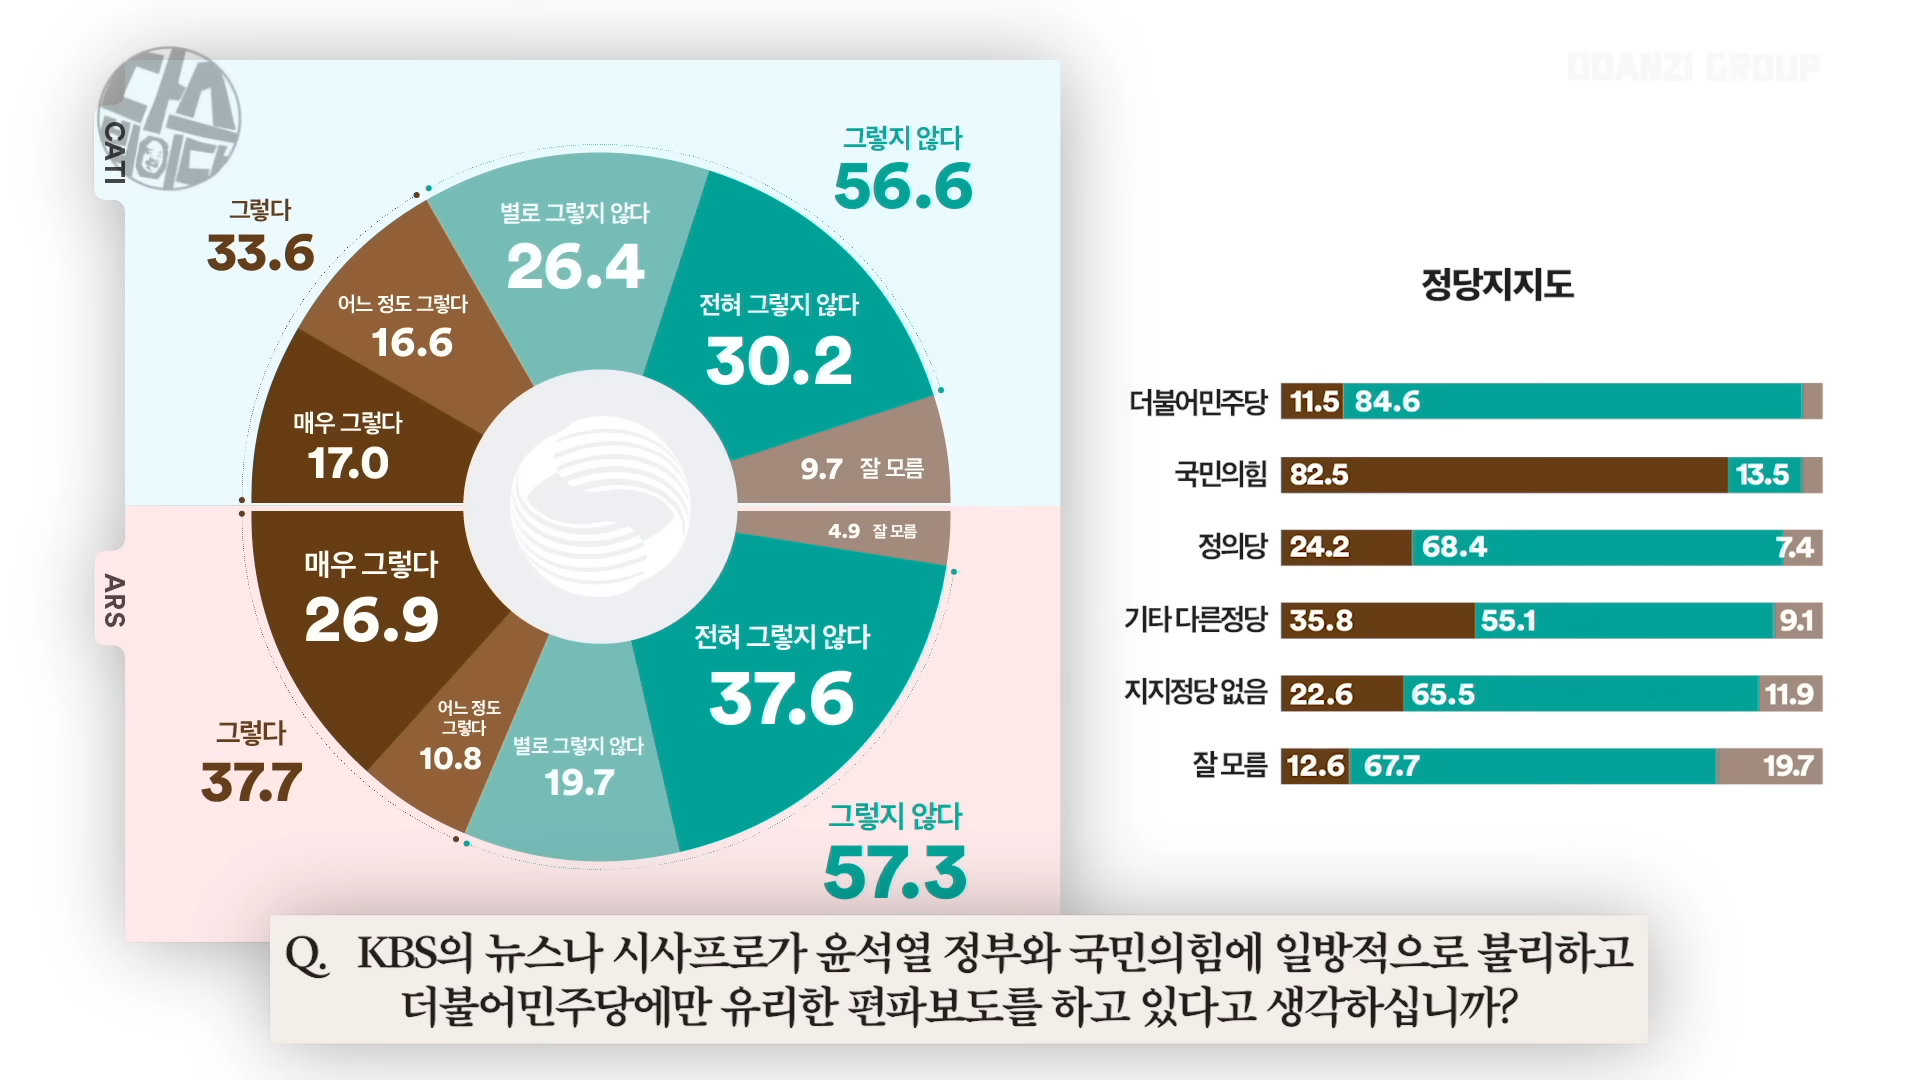 다스
뵈이다
DDANZI GROUP
CATI
그렇다
33.6
그렇지 않다
56.6
별로 그렇지 않다
26.4
전혀 그렇지 않다
30.2
어느 정도 그렇다
16.6
매우 그렇다
17.0
9.7 잘 모름
ARS
4.9 잘 모름
매우 그렇다
26.9
전혀 그렇지 않다
37.6
어느 정도
그렇다
10.8
별로 그렇지 않다
19.7
그렇다
37.7
그렇지 않다
57.3
정당지지도
더불어민주당 11.5 84.6
국민의힘 82.5 13.5
정의당 24.2 68.4 7.4
기타 다른정당 35.8 55.1 9.1
지지정당 없음 22.6 65.5 11.9
잘 모름 12.6 67.7 19.7
Q. KBS의 뉴스나 시사프로가 윤석열 정부와 국민의힘에 일방적으로 불리하고
더불어민주당에만 유리한 편파보도를 하고 있다고 생각하십니까?